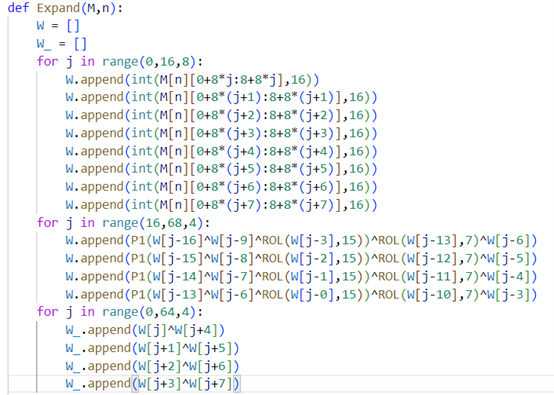 def Expand(M,n):
    W = []
    W_ = []
    for j in range(0,16,8):
        W.append(int(M[n][0+8*j:8+8*j],16))
        W.append(int(M[n][0+8*(j+1):8+8*(j+1)],16))
        W.append(int(M[n][0+8*(j+2):8+8*(j+2)],16))
        W.append(int(M[n][0+8*(j+3):8+8*(j+3)],16))
        W.append(int(M[n][0+8*(j+4):8+8*(j+4)],16))
        W.append(int(M[n][0+8*(j+5):8+8*(j+5)],16))
        W.append(int(M[n][0+8*(j+6):8+8*(j+6)],16))
        W.append(int(M[n][0+8*(j+7):8+8*(j+7)],16))
    for j in range(16,68,4):
        W.append(P1(W[j-16]^W[j-9]^ROL(W[j-3],15))^ROL(W[j-13],7)^W[j-6])
        W.append(P1(W[j-15]^W[j-8]^ROL(W[j-2],15))^ROL(W[j-12],7)^W[j-5])
        W.append(P1(W[j-14]^W[j-7]^ROL(W[j-1],15))^ROL(W[j-11],7)^W[j-4])
        W.append(P1(W[j-13]^W[j-6]^ROL(W[j-0],15))^ROL(W[j-10],7)^W[j-3])
    for j in range(0,64,4):
        W_.append(W[j]^W[j+4])
        W_.append(W[j+1]^W[j+5])
        W_.append(W[j+2]^W[j+6])
        W_.append(W[j+3]^W[j+7])